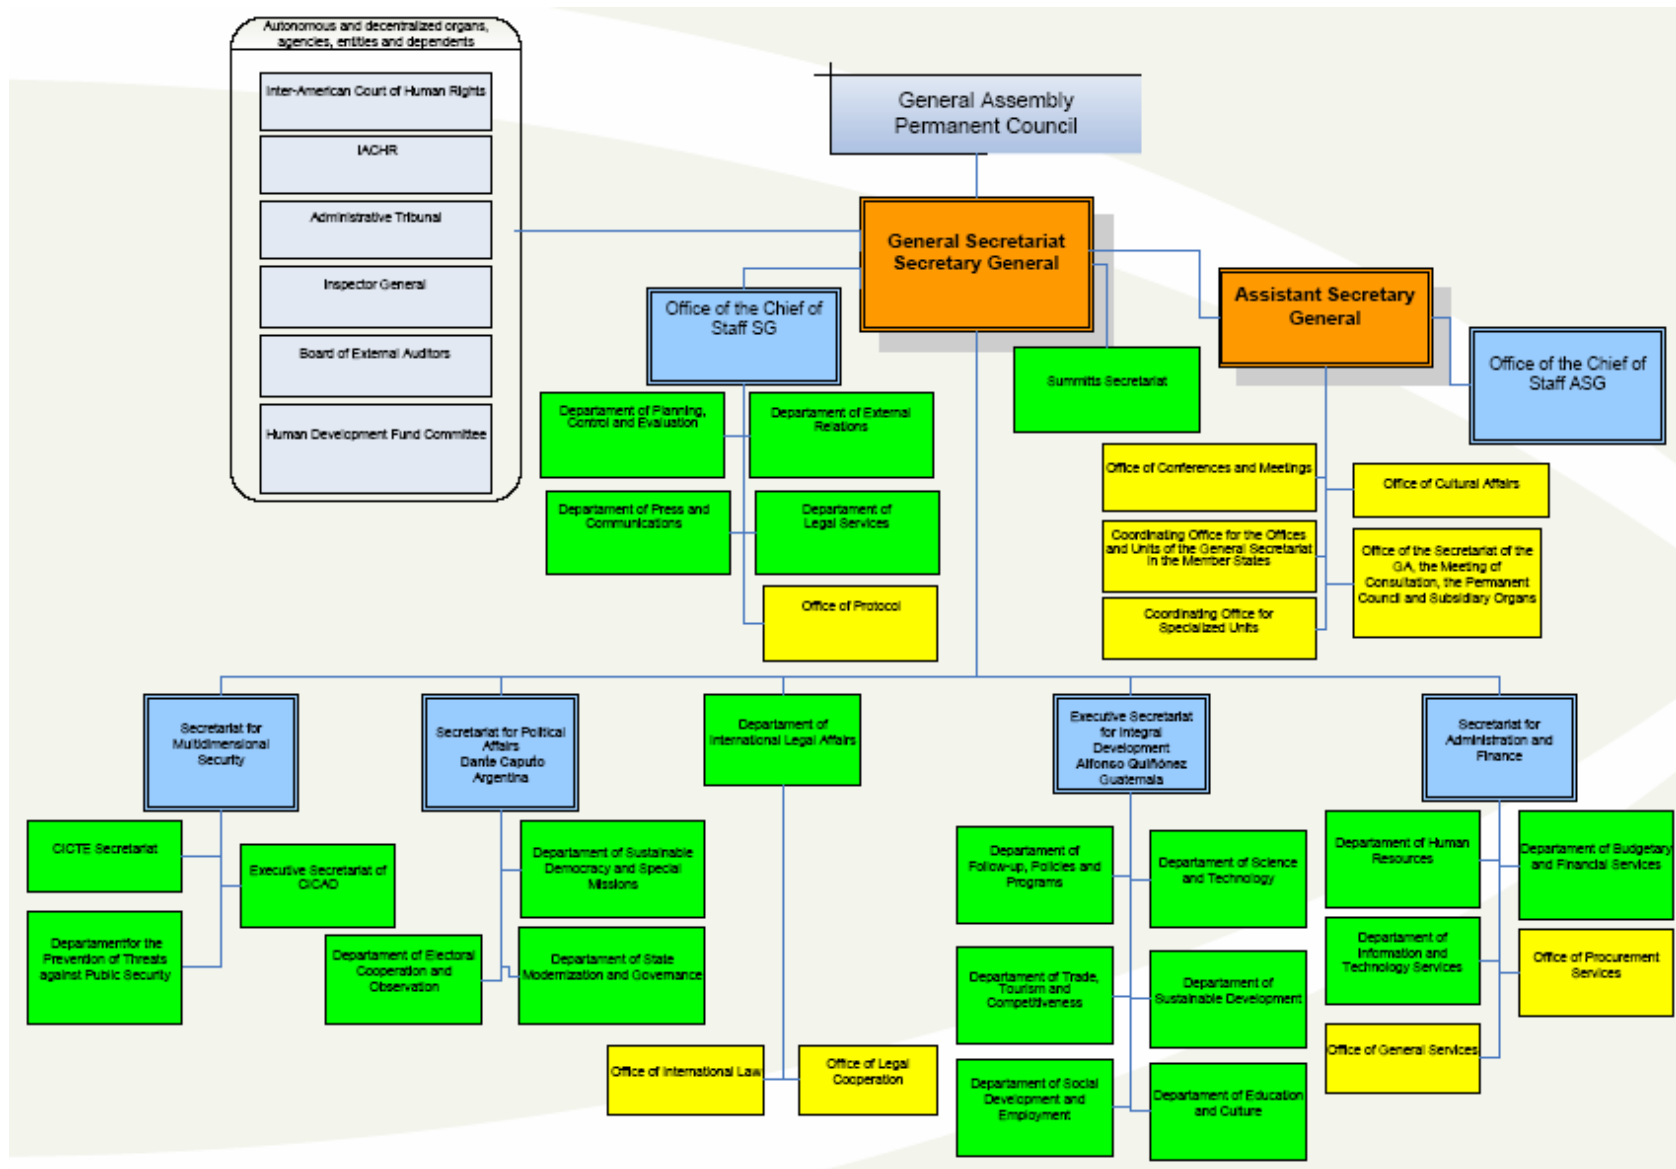 Autonomous and decentralized organs,
agencies, entities and dependents
Inter-American Court of Human Rights
IACHR
Administrative Tribunal
Inspector General
Board of External Auditors
Human Development Fund Committee
General Assembly
Permanent Council
General Secretariat
Secretary General
Assistant Secretary
General
Office of the Chief of
Staff SG
Office of the Chief of
Staff ASG
Summitts Secretariat
Departament of Planning,
Control and Evaluation
Departament of External
Relations
Departament of Press and
Communications
Departament of
Legal Services
Office of Protocol
Office of Conferences and Meetings
Office of Cultural Affairs
Coordinating Office for the Offices
and Units of the General Secretariat
in the Member States
Office of the Secretariat of the
GA, the Meeting of
Consultation, the Permanent
Council and Subsidiary Organs
Coordinating Office for
Specialized Units
Secretariat for
Multidimensional
Security
Secretariat for Political
Affairs
Dante Caputo
Argentina
Departament of
International Legal Affairs
Executive Secretariat
for Integral
Development
Alfonso Quiñónez
Guatemala
Secretariat for
Administration and
Finance
CICTE Secretariat
Executive Secretariat of
CICAD
Departamentfor the
Prevention of Threats
against Public Security
Departament of Sustainable
Democracy and Special
Missions
Departament of Electoral
Cooperation and
Observation
Departament of State
Modernization and Governance
Office of International Law
Office of Legal
Cooperation
Departament of
Follow-up, Policies and
Programs
Departament of Science
and Technology
Departament of Trade,
Tourism and
Competitiveness
Departament of
Sustainable Development
Departament of Social
Development and
Employment
Departament of Education
and Culture
Departament of Human
Resources
Departament of Budgetary
and Financial Services
Departament of
Information and
Technology Services
Office of Procurement
Services
Office of General Services